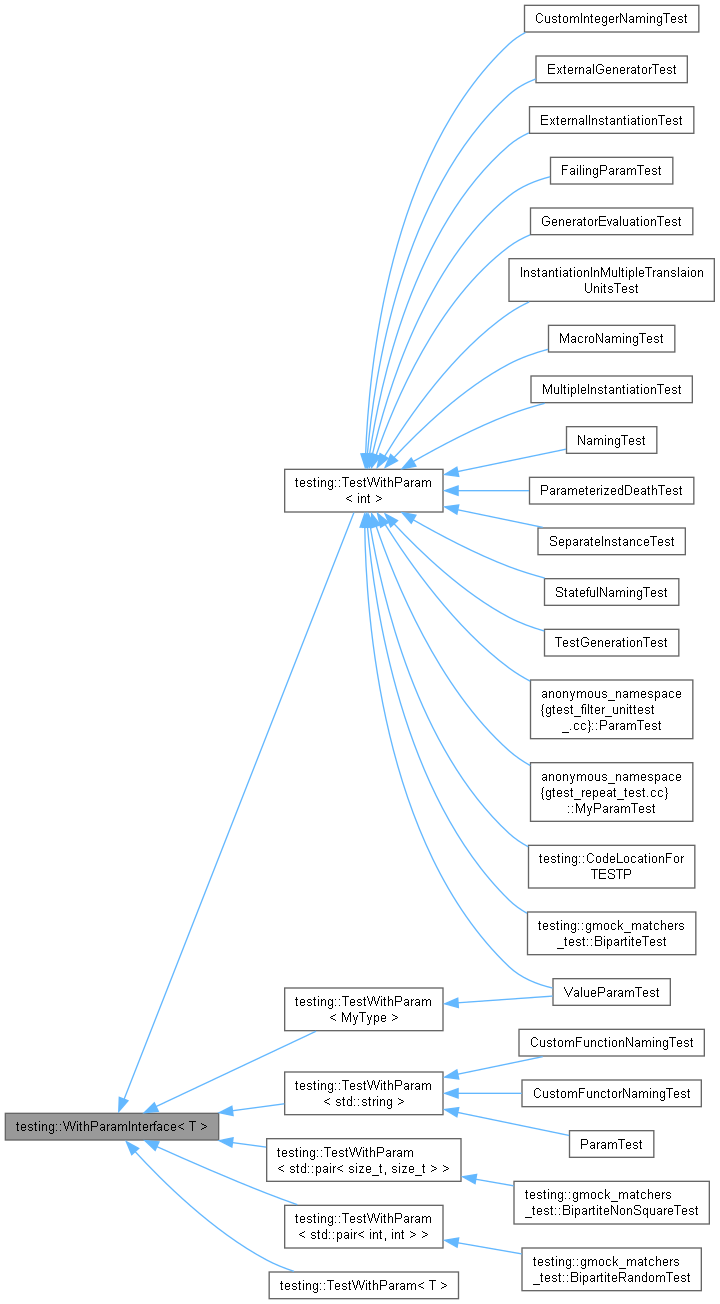 CustomIntegerNamingTest
ExternalGeneratorTest
ExternalInstantiationTest
FailingParamTest
GeneratorEvaluationTest
InstantiationInMultipleTranslaion
UnitsTest
MacroNamingTest
MultipleInstantiationTest
NamingTest
testing::TestWithParam
< int >
ParameterizedDeathTest
SeparateInstanceTest
StatefulNamingTest
TestGenerationTest
anonymous_namespace
{gtest_filter_unittest
_.cc}::ParamTest
anonymous_namespace
{gtest_repeat_test.cc}
::MyParamTest
testing::CodeLocationFor
TESTP
testing::gmock_matchers
_test::BipartiteTest
ValueParamTest
testing::TestWithParam
< MyType >
CustomFunctionNamingTest
testing::TestWithParam
< std::string >
CustomFunctorNamingTest
testing::WithParamInterface< T >
ParamTest
testing::TestWithParam
< std::pair< size_t, size_t > >
testing::gmock_matchers
_test::BipartiteNonSquareTest
testing::TestWithParam
< std::pair< int, int > >
testing::gmock_matchers
_test::BipartiteRandomTest
testing::TestWithParam< T >